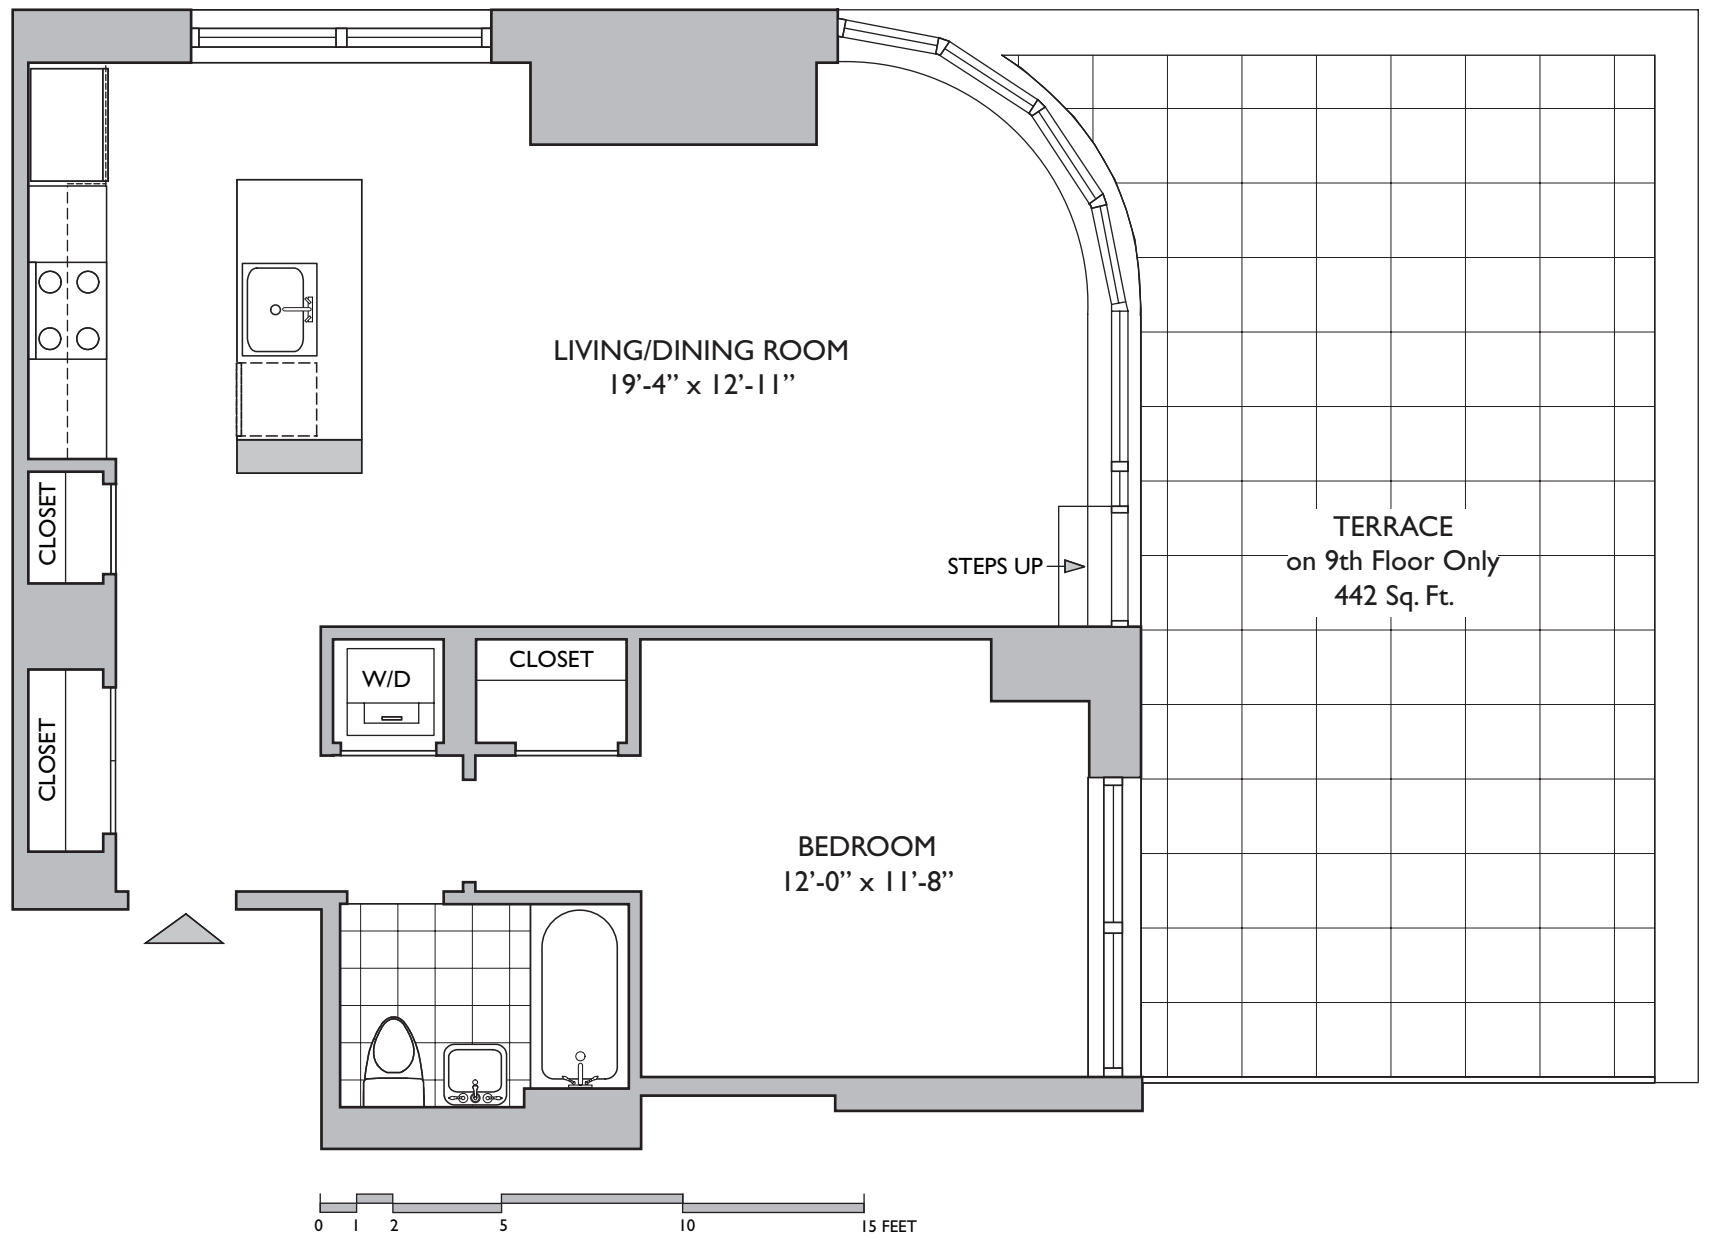 LIVING/DINING ROOM
19’-4” x 12’-11”
CLOSET
STEPS UP
TERRACE
on 9th Floor Only
442 Sq. Ft.
W/D
CLOSET
CLOSET
BEDROOM
12’-0” x 11’-8”
0 1 2 5 10 15 FEET